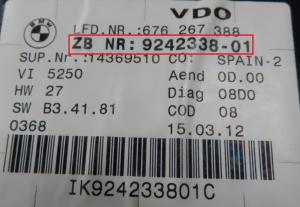 VDO
LFD.NR.:676 267 388
ZB NR: 9242338-01
SUP.Nr:14369510 CO: SPAIN-2
VI 5250 Aend 0D.00
HW 27 Diag 08D0
SW B3.41.81 COD 08
0368 15.03.12
IK924233801C